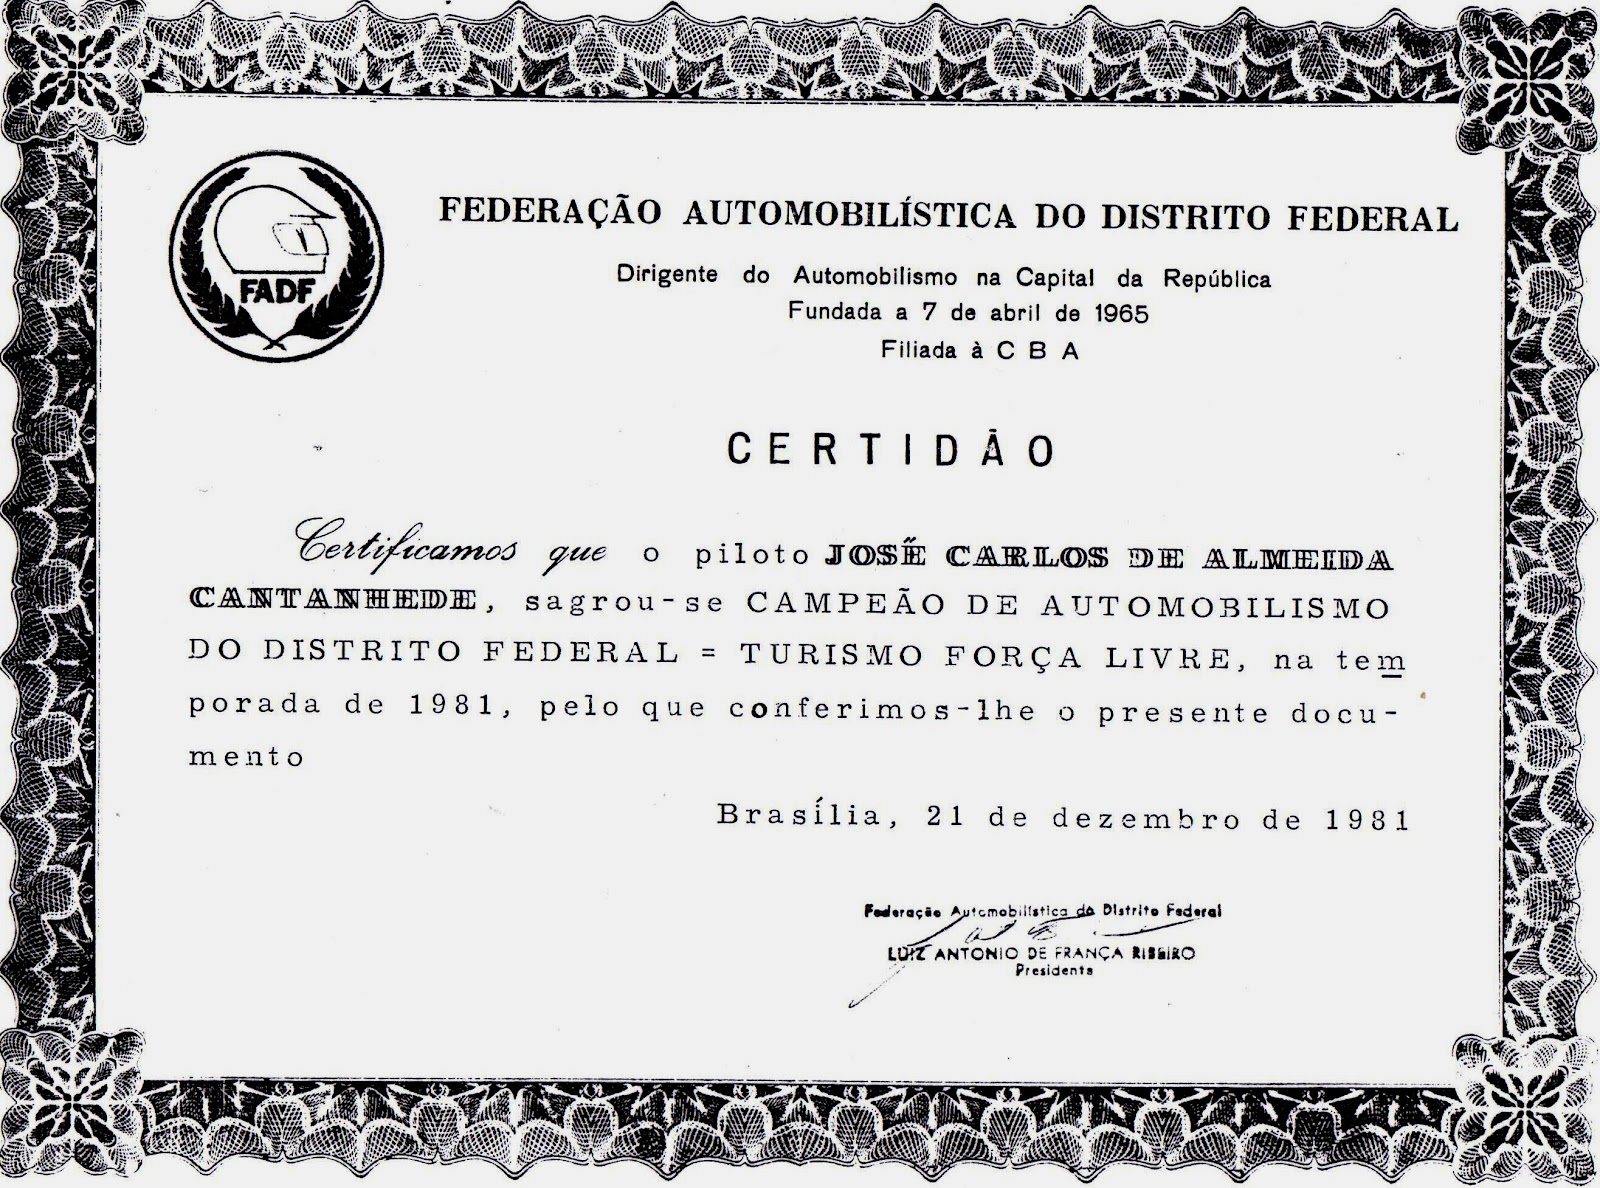 FADF
FEDERAÇÃO AUTOMOBILÍSTICA DO DISTRITO FEDERAL
Dirigente do Automobilismo na Capital da República
Fundada a 7 de abril de 1965
Filiada à C B A
CERTIDÃO
Certificamos que o piloto JOSÉ CARLOS DE ALMEIDA
CANTANHEDE, sagrou-se CAMPEÃO DE AUTOMOBILISMO
DO DISTRITO FEDERAL = TURISMO FORÇA LIVRE, na tem
porada de 1981, pelo que conferimos-lhe o presente docu-
mento
Brasília, 21 de dezembro de 1981
Federação Automobilística do Distrito Federal
LUIZ ANTONIO DE FRANÇA RIBEIRO
Presidente